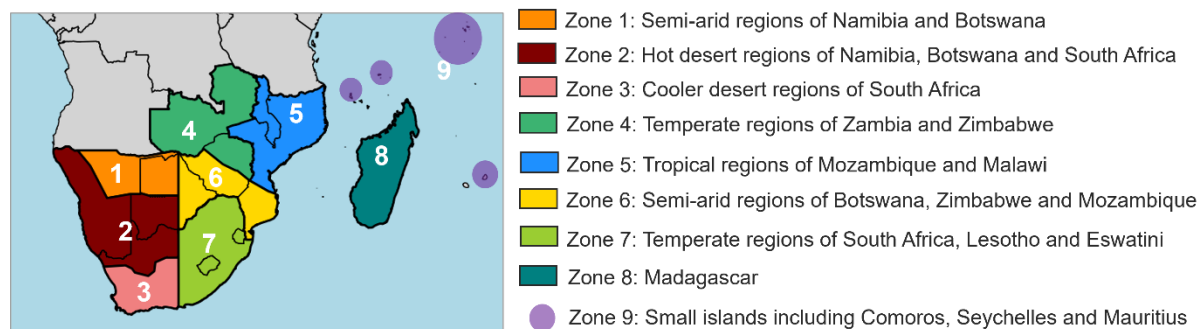 1
2
3
4
5
6
7
8
9
Zone 1: Semi-arid regions of Namibia and Botswana
Zone 2: Hot desert regions of Namibia, Botswana and South Africa
Zone 3: Cooler desert regions of South Africa
Zone 4: Temperate regions of Zambia and Zimbabwe
Zone 5: Tropical regions of Mozambique and Malawi
Zone 6: Semi-arid regions of Botswana, Zimbabwe and Mozambique
Zone 7: Temperate regions of South Africa, Lesotho and Eswatini
Zone 8: Madagascar
Zone 9: Small islands including Comoros, Seychelles and Mauritius